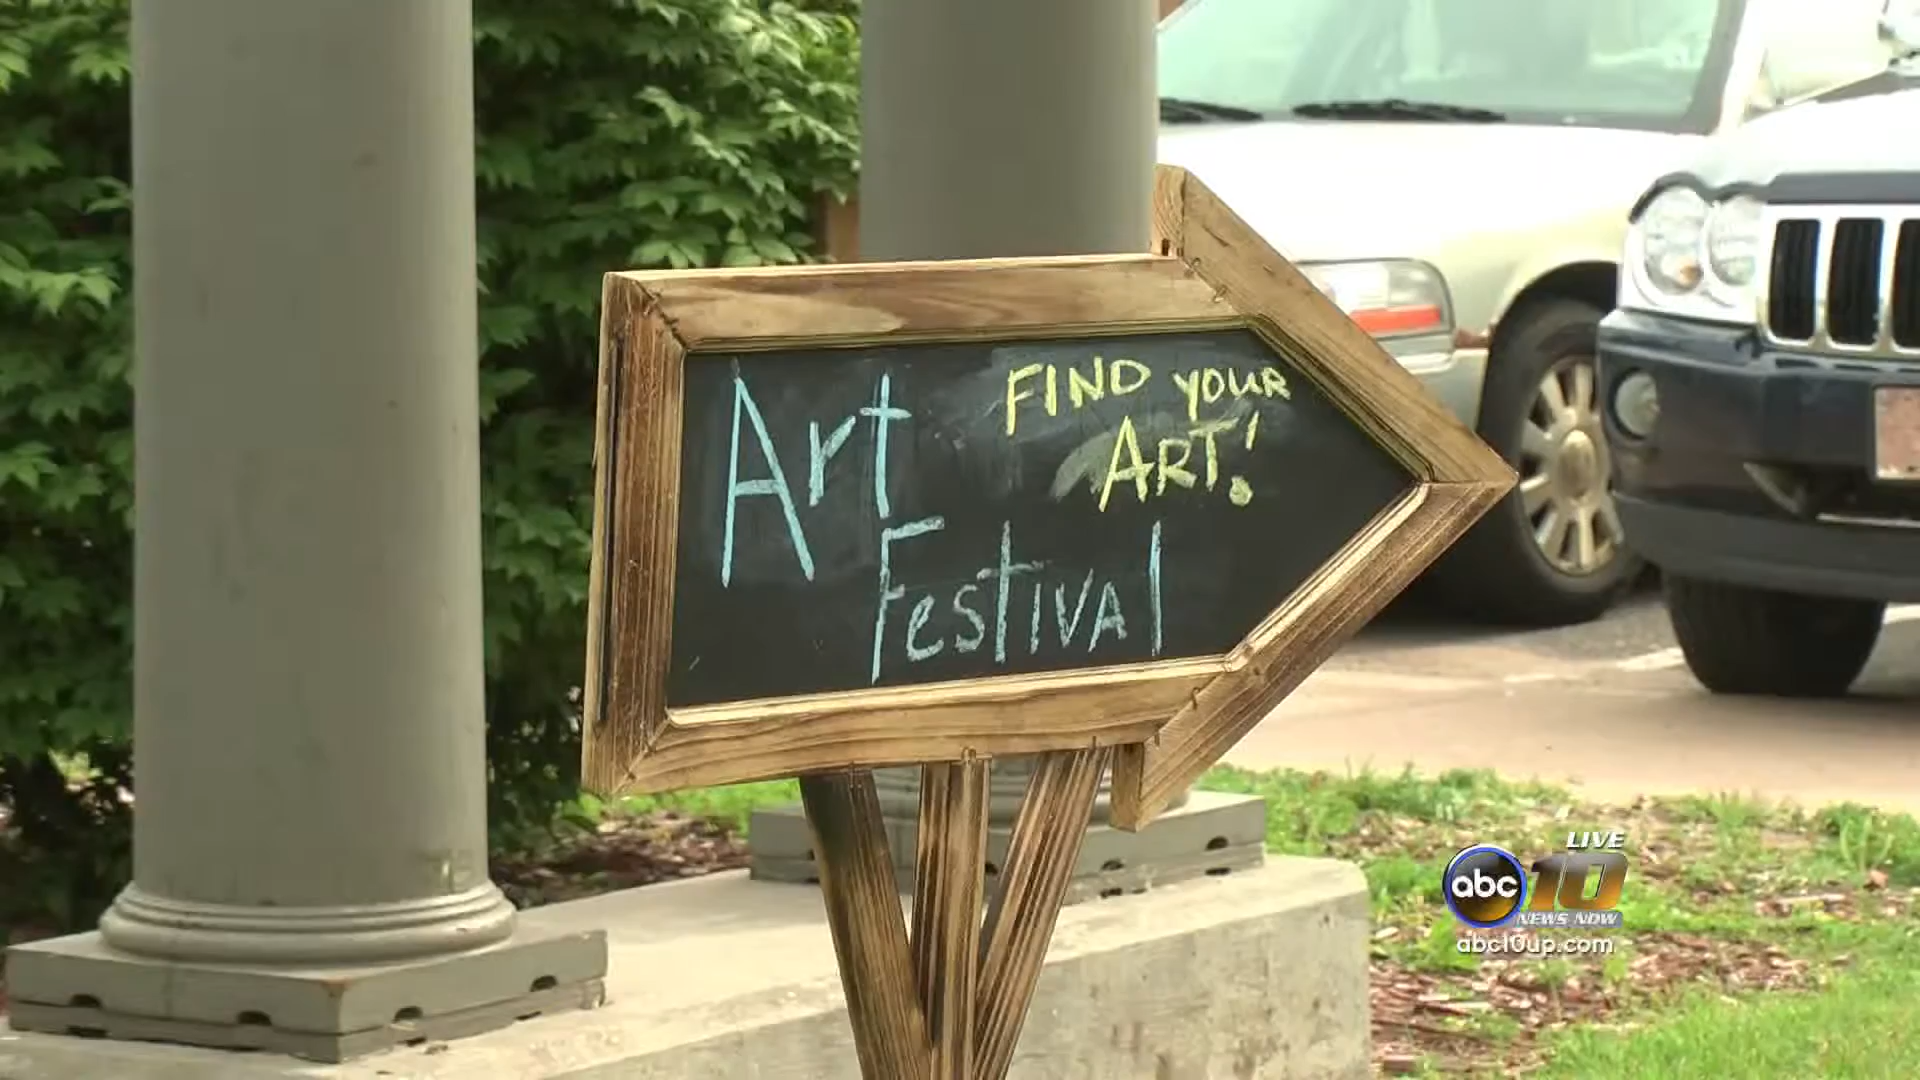 Art
FIND YOUR
ART!
Festival
LIVE
abc 10
NEWS NOW
abc10up.com